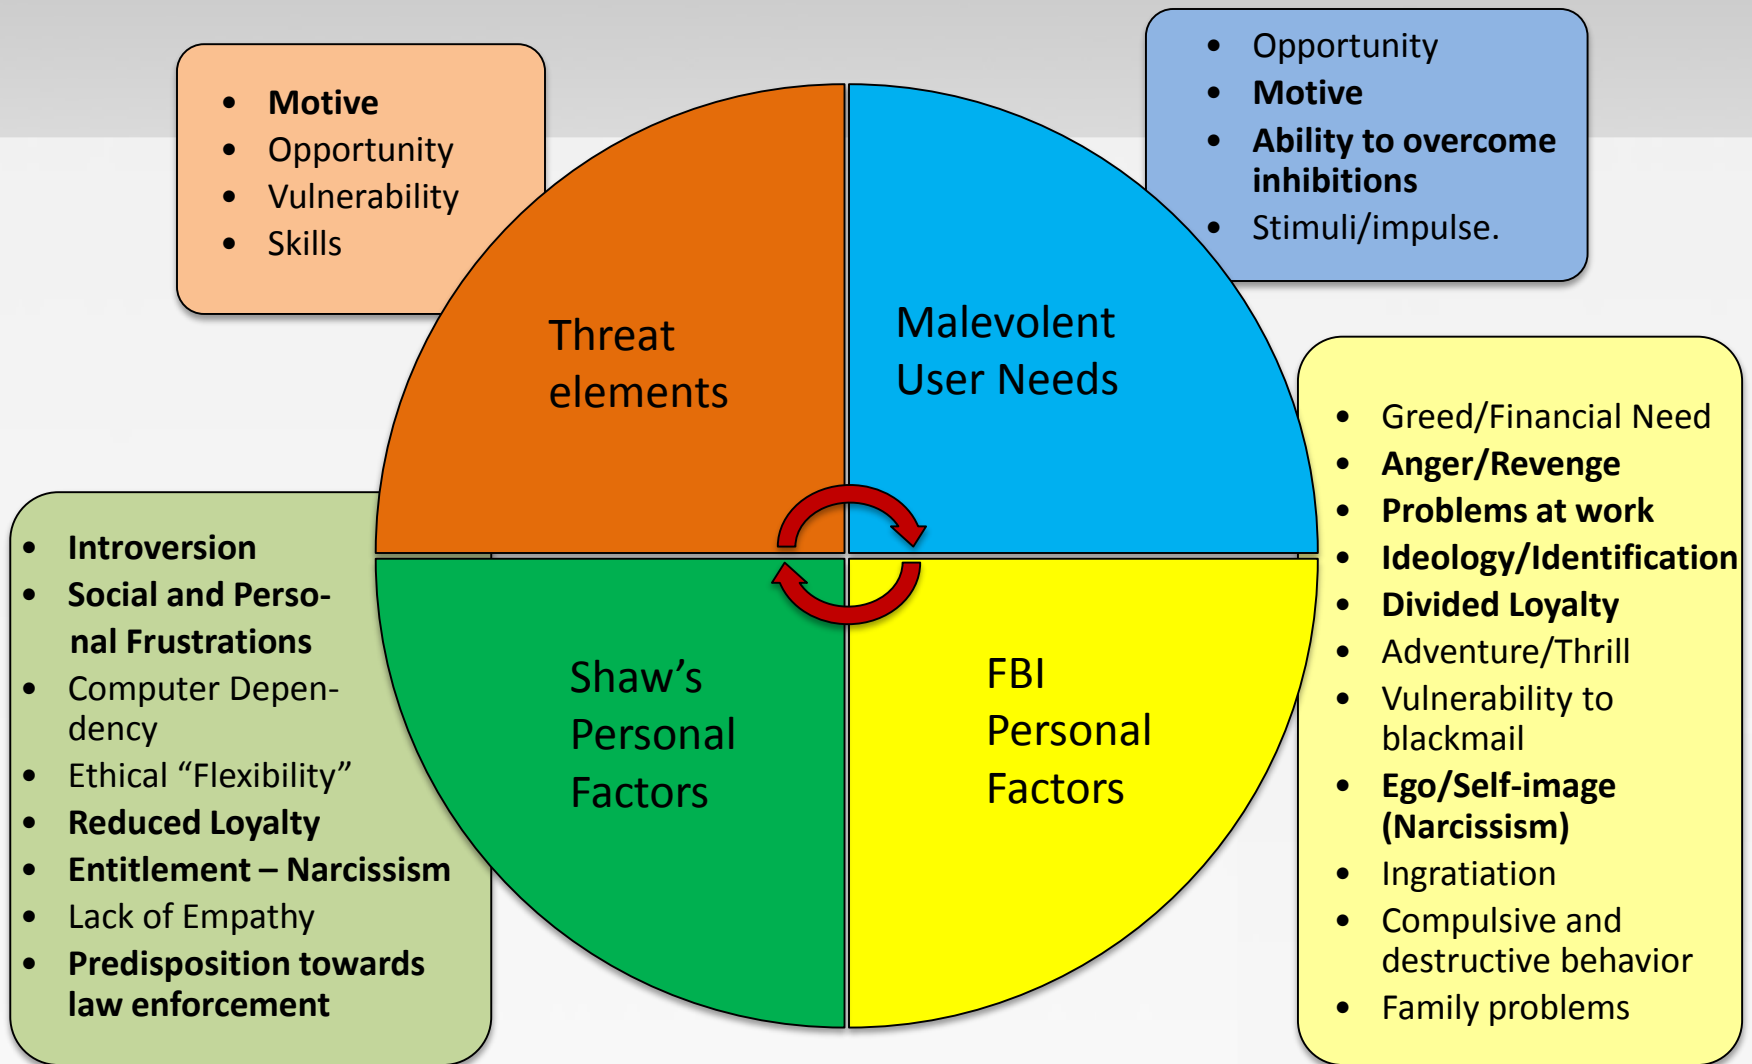 • Motive
• Opportunity
• Vulnerability
• Skills
• Opportunity
• Motive
• Ability to overcome
inhibitions
• Stimuli/impulse.
Threat
elements
Malevolent
User Needs
• Introversion
• Social and Perso-
nal Frustrations
• Computer Depen-
dency
• Ethical “Flexibility”
• Reduced Loyalty
• Entitlement – Narcissism
• Lack of Empathy
• Predisposition towards
law enforcement
Shaw’s
Personal
Factors
FBI
Personal
Factors
• Greed/Financial Need
• Anger/Revenge
• Problems at work
• Ideology/Identification
• Divided Loyalty
• Adventure/Thrill
• Vulnerability to
blackmail
• Ego/Self-image
(Narcissism)
• Ingratiation
• Compulsive and
destructive behavior
• Family problems